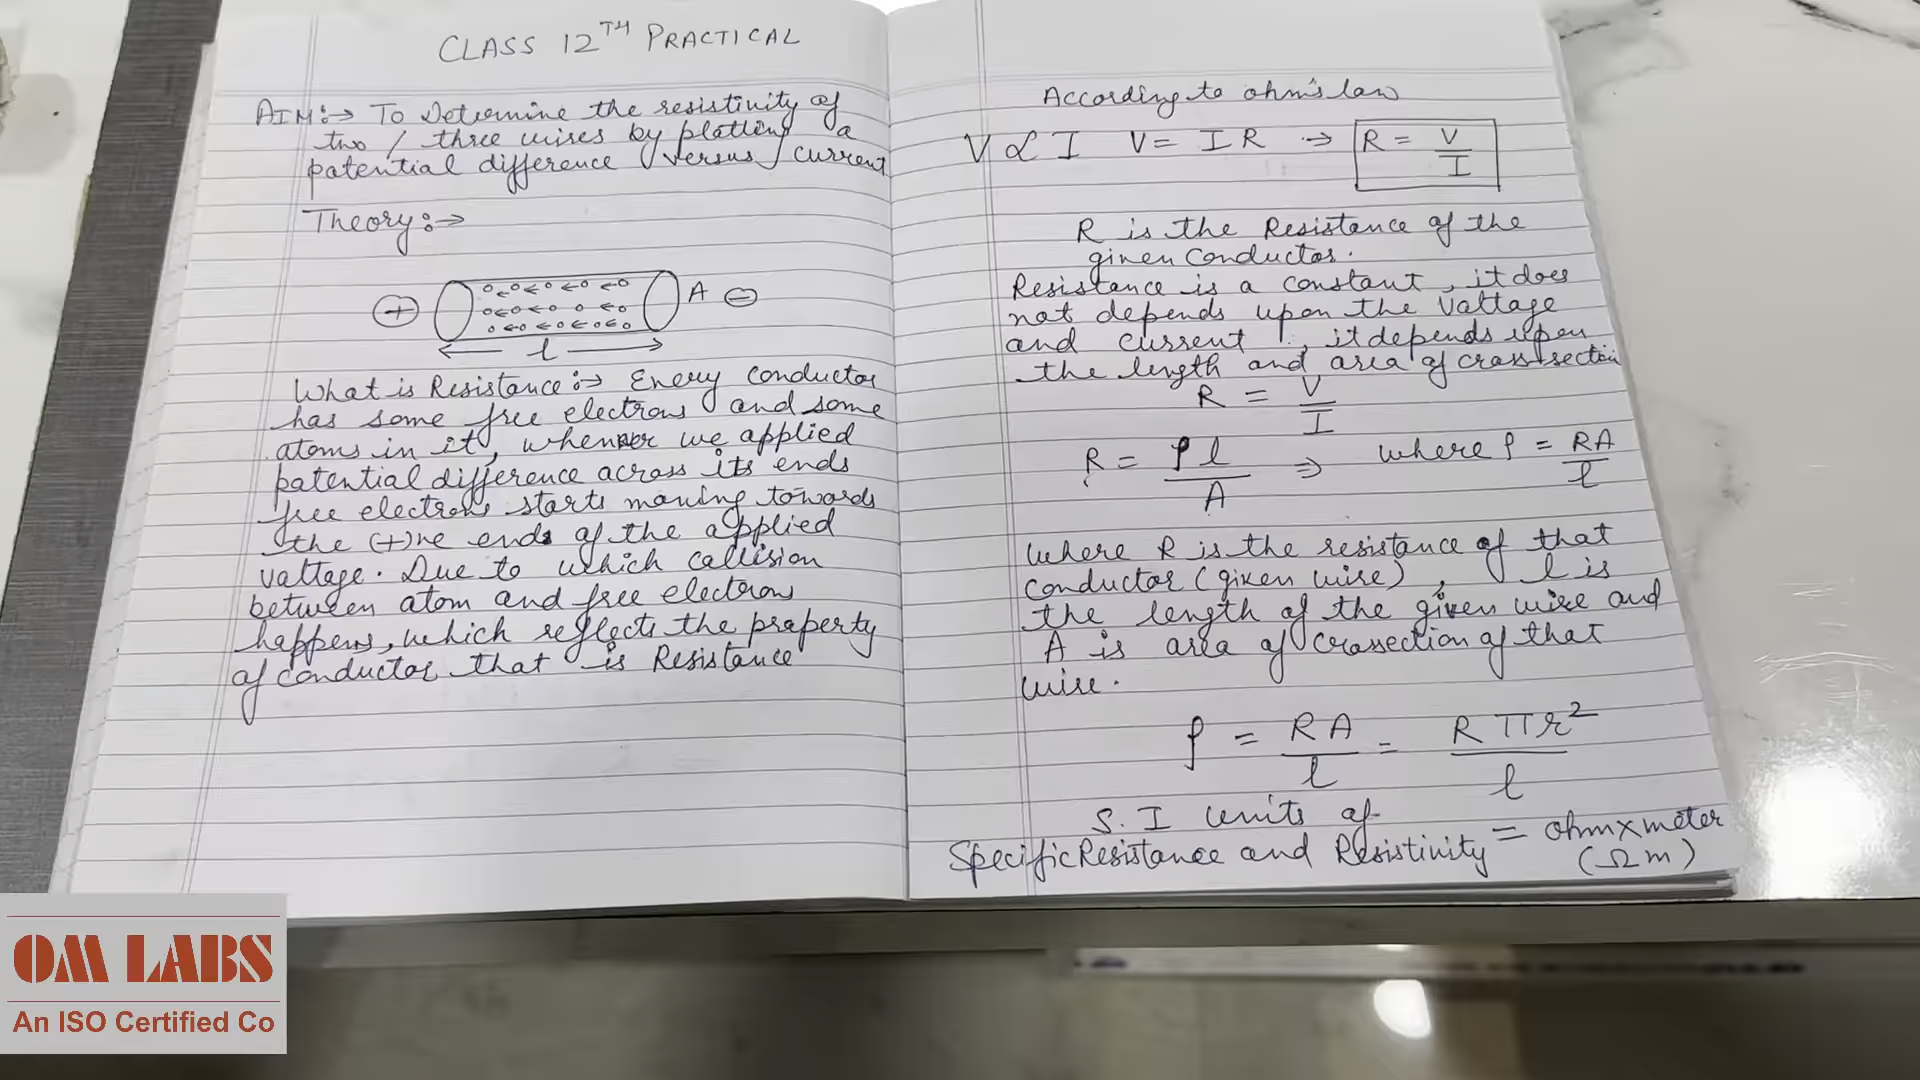 CLASS 12TH PRACTICAL
AIM:→ To Determine the resistivity of
two / three wires by plotting a
potential difference versus current
Theory:→
+ A -
l
What is Resistance:→ Every conductor
has some free electrons and some
atoms in it, whenever we applied
potential difference across its ends
free electrons starts moving towards
the (+)ve ends of the applied
voltage. Due to which collision
between atom and free electrons
happens, which reflects the property
of conductor that is Resistance
According to ohm's law
V ∝ I V = I R → R = V/I
R is the Resistance of the
given conductor.
Resistance is a constant, it does
not depends upon the Voltage
and current, it depends upon
the length and area of cross section
R = V/I
R = ρl/A ⇒ where ρ = RA/l
where R is the resistance of that
conductor (given wire), l is
the length of the given wire and
A is area of crossection of that
wire.
ρ = RA/l = Rπr²/l
S.I units of
Specific Resistance and Resistivity = ohm×meter
(Ωm)
OM LABS
An ISO Certified Co